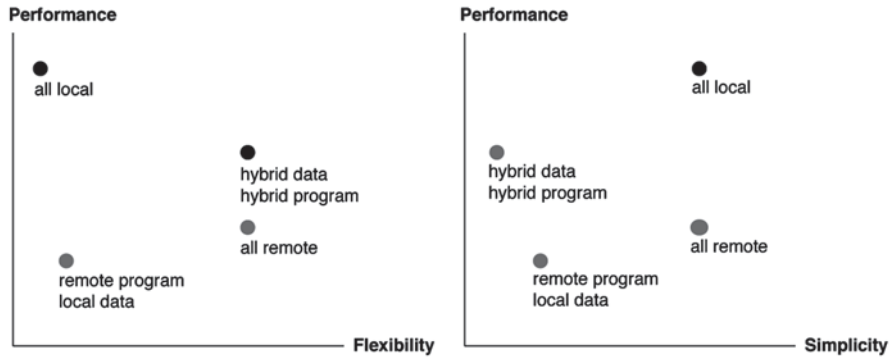 Performance
all local
hybrid data
hybrid program
all remote
remote program
local data
Flexibility
Performance
all local
hybrid data
hybrid program
all remote
remote program
local data
Simplicity